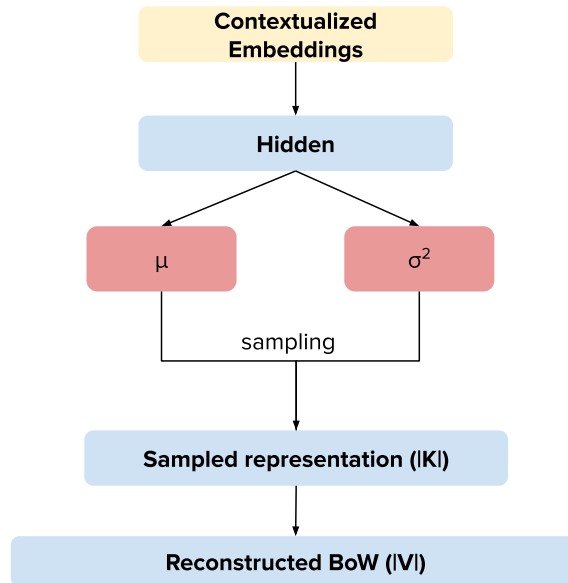 Contextualized
Embeddings
Hidden
μ
σ²
sampling
Sampled representation (|K|)
Reconstructed BoW (|V|)